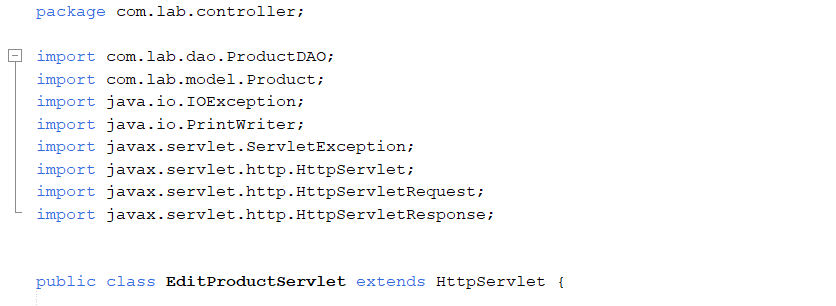 package com.lab.controller;
import com.lab.dao.ProductDAO;
import com.lab.model.Product;
import java.io.IOException;
import java.io.PrintWriter;
import javax.servlet.ServletException;
import javax.servlet.http.HttpServlet;
import javax.servlet.http.HttpServletRequest;
import javax.servlet.http.HttpServletResponse;
public class EditProductServlet extends HttpServlet {